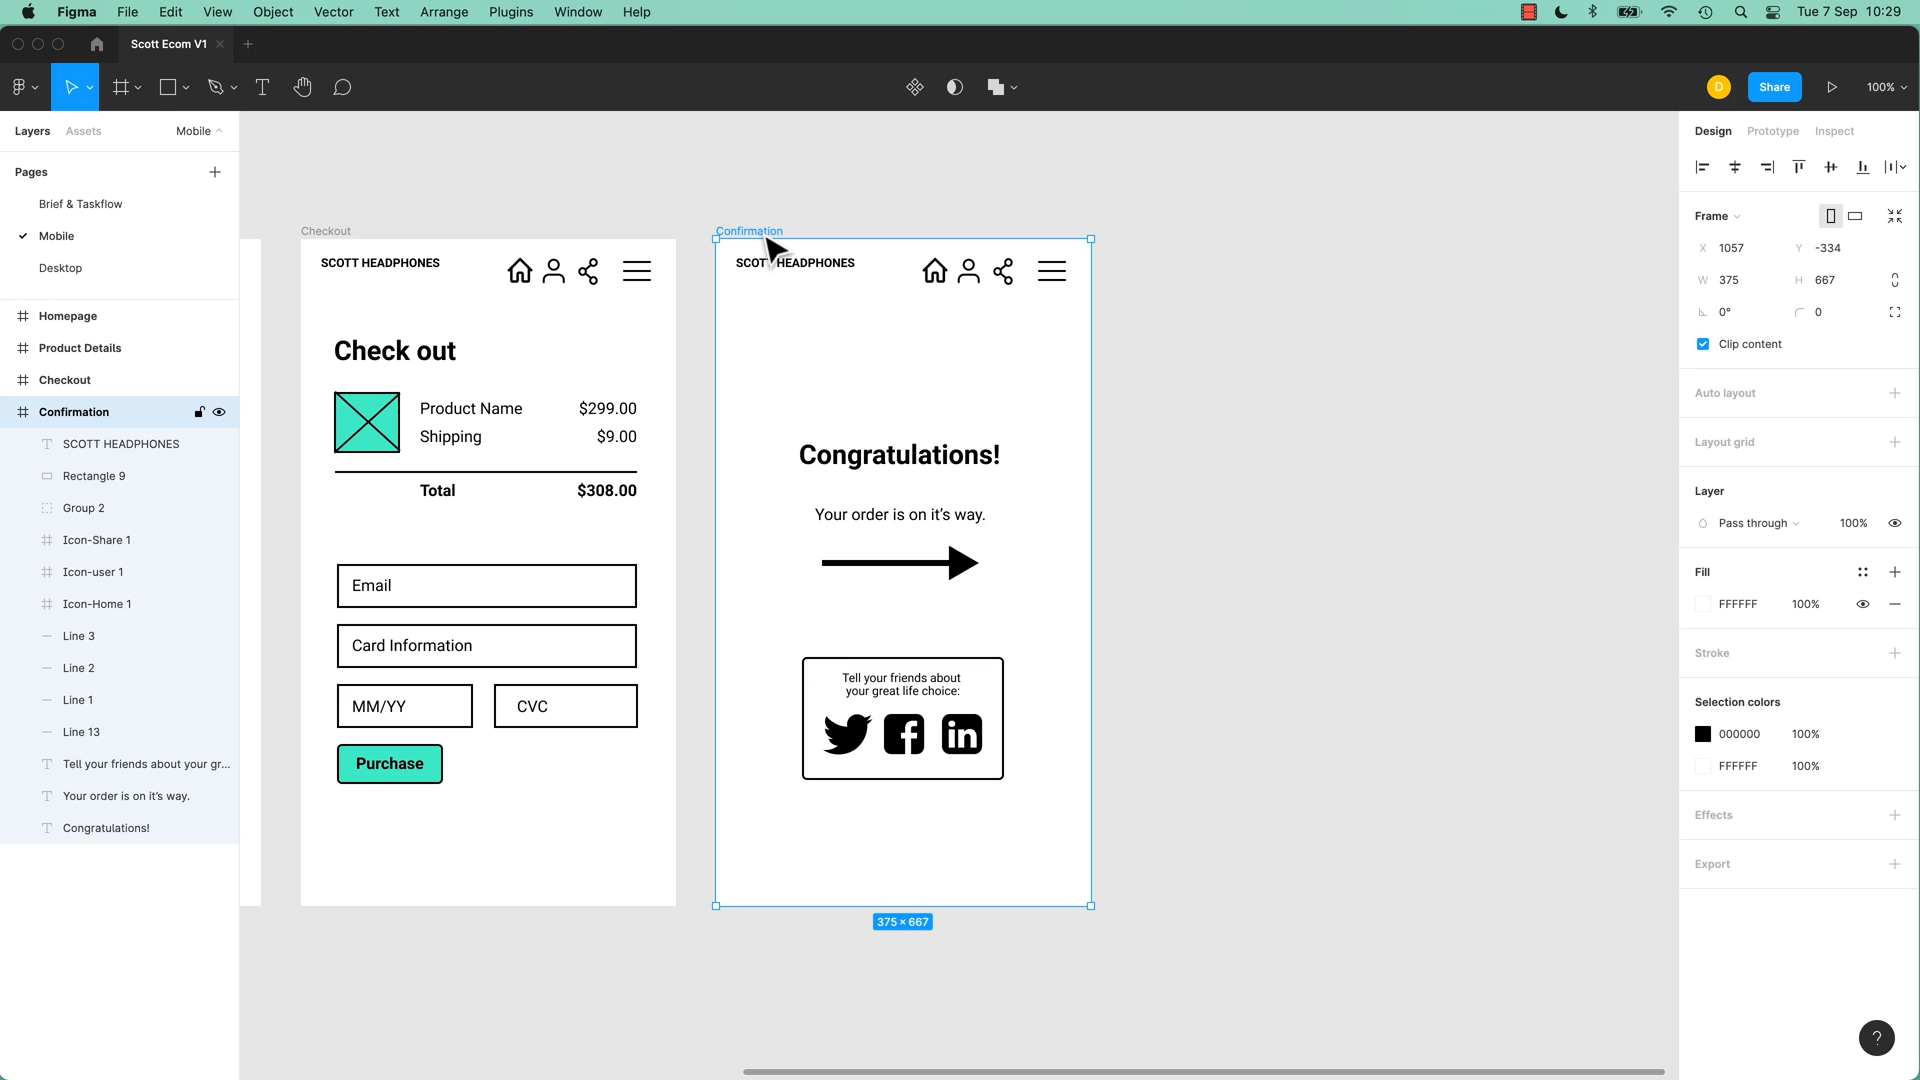 Figma File Edit View Object Vector Text Arrange Plugins Window Help Tue 7 Sep 10:29
Scott Ecom V1
D Share 100%
Layers Assets Mobile
Pages
Brief & Taskflow
Mobile
Desktop
Homepage
Product Details
Checkout
Confirmation
SCOTT HEADPHONES
Rectangle 9
Group 2
Icon-Share 1
Icon-user 1
Icon-Home 1
Line 3
Line 2
Line 1
Line 13
Tell your friends about your gr...
Your order is on it’s way.
Congratulations!
Checkout
SCOTT HEADPHONES
Check out
Product Name $299.00
Shipping $9.00
Total $308.00
Email
Card Information
MM/YY CVC
Purchase
Confirmation
SCOTT HEADPHONES
Congratulations!
Your order is on it’s way.
Tell your friends about
your great life choice:
in
375 × 667
Design Prototype Inspect
Frame
X 1057 Y -334
W 375 H 667
0° 0
Clip content
Auto layout
Layout grid
Layer
Pass through 100%
Fill
FFFFFF 100%
Stroke
Selection colors
000000 100%
FFFFFF 100%
Effects
Export
?